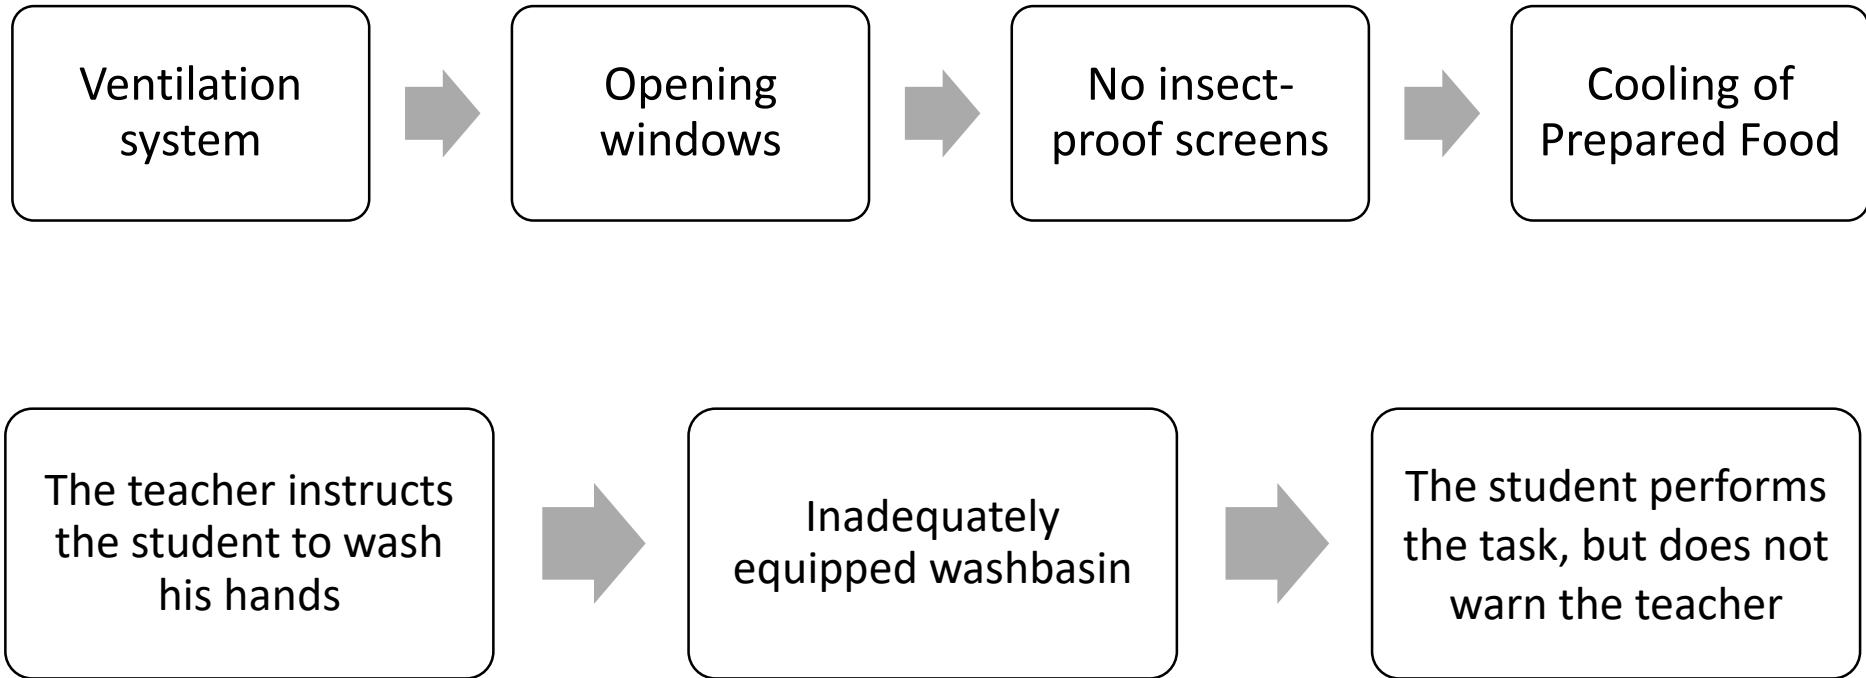 Ventilation
system
Opening
windows
No insect-
proof screens
Cooling of
Prepared Food
The teacher instructs
the student to wash
his hands
Inadequately
equipped washbasin
The student performs
the task, but does not
warn the teacher